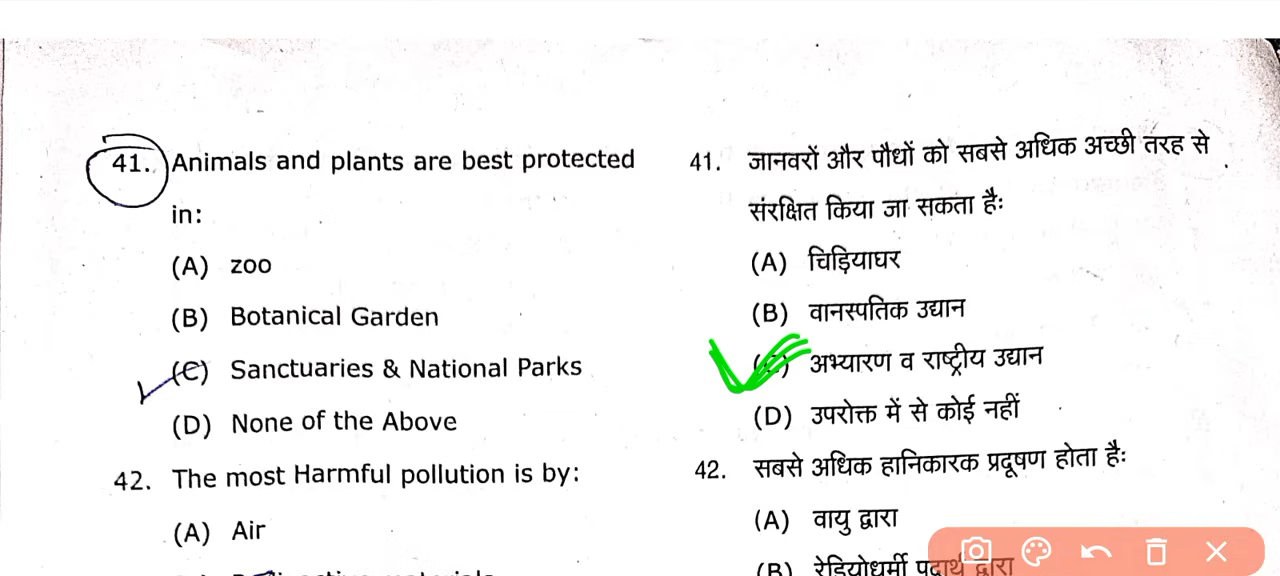 41. Animals and plants are best protected
in:
(A) zoo
(B) Botanical Garden
(C) Sanctuaries & National Parks
(D) None of the Above
42. The most Harmful pollution is by:
(A) Air
41. जानवरों और पौधों को सबसे अधिक अच्छी तरह से
संरक्षित किया जा सकता हैः
(A) चिड़ियाघर
(B) वानस्पतिक उद्यान
(C) अभ्यारण व राष्ट्रीय उद्यान
(D) उपरोक्त में से कोई नहीं
42. सबसे अधिक हानिकारक प्रदूषण होता हैः
(A) वायु द्वारा
(B) रेडियोधर्मी पदार्थ द्वारा